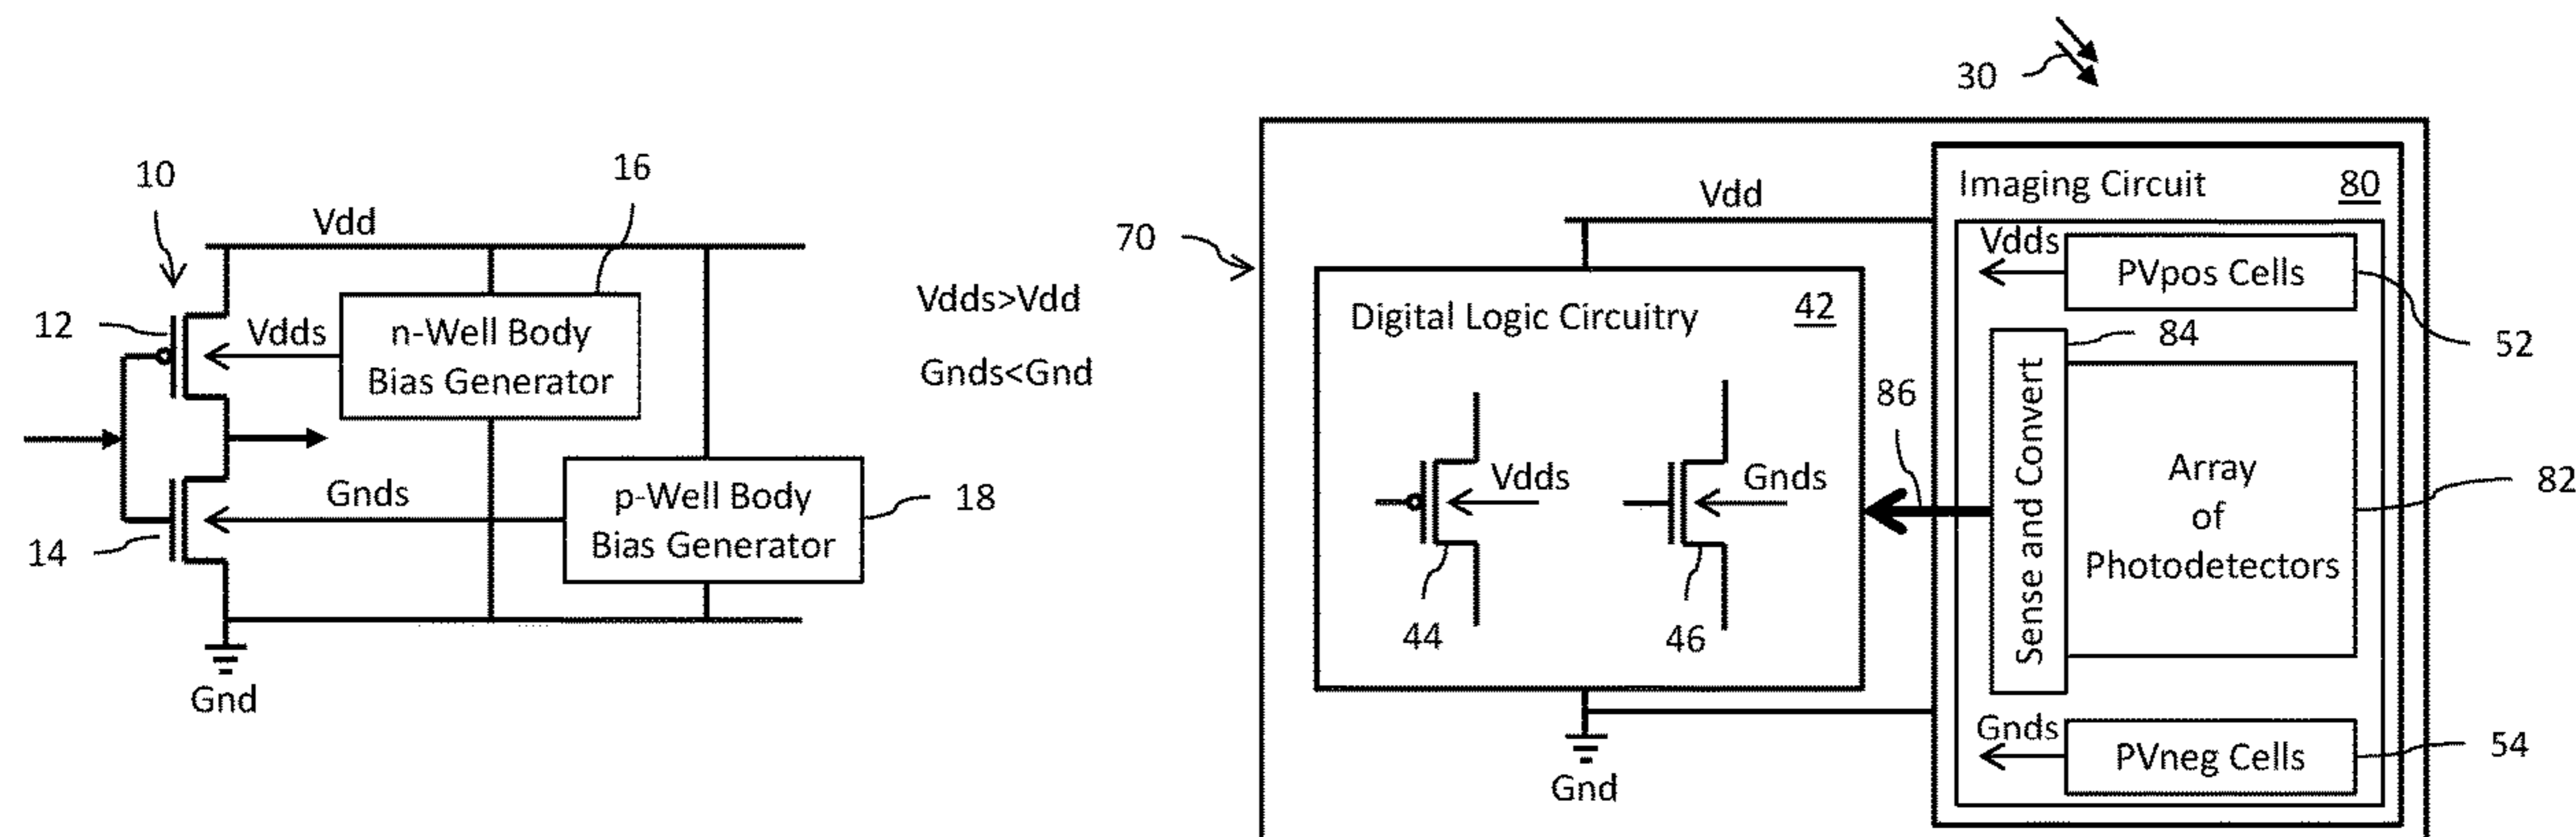 10
16
Vdd
12
Vdds
n-Well Body
Bias Generator
Vdds>Vdd
Gnds<Gnd
Gnds
p-Well Body
Bias Generator
18
14
Gnd
30
70
Vdd
Imaging Circuit 80
Vdds
PVpos Cells
52
Digital Logic Circuitry 42
84
86
Sense and Convert
Array
of
Photodetectors
82
Vdds
Gnds
44
46
Gnds
PVneg Cells
54
Gnd